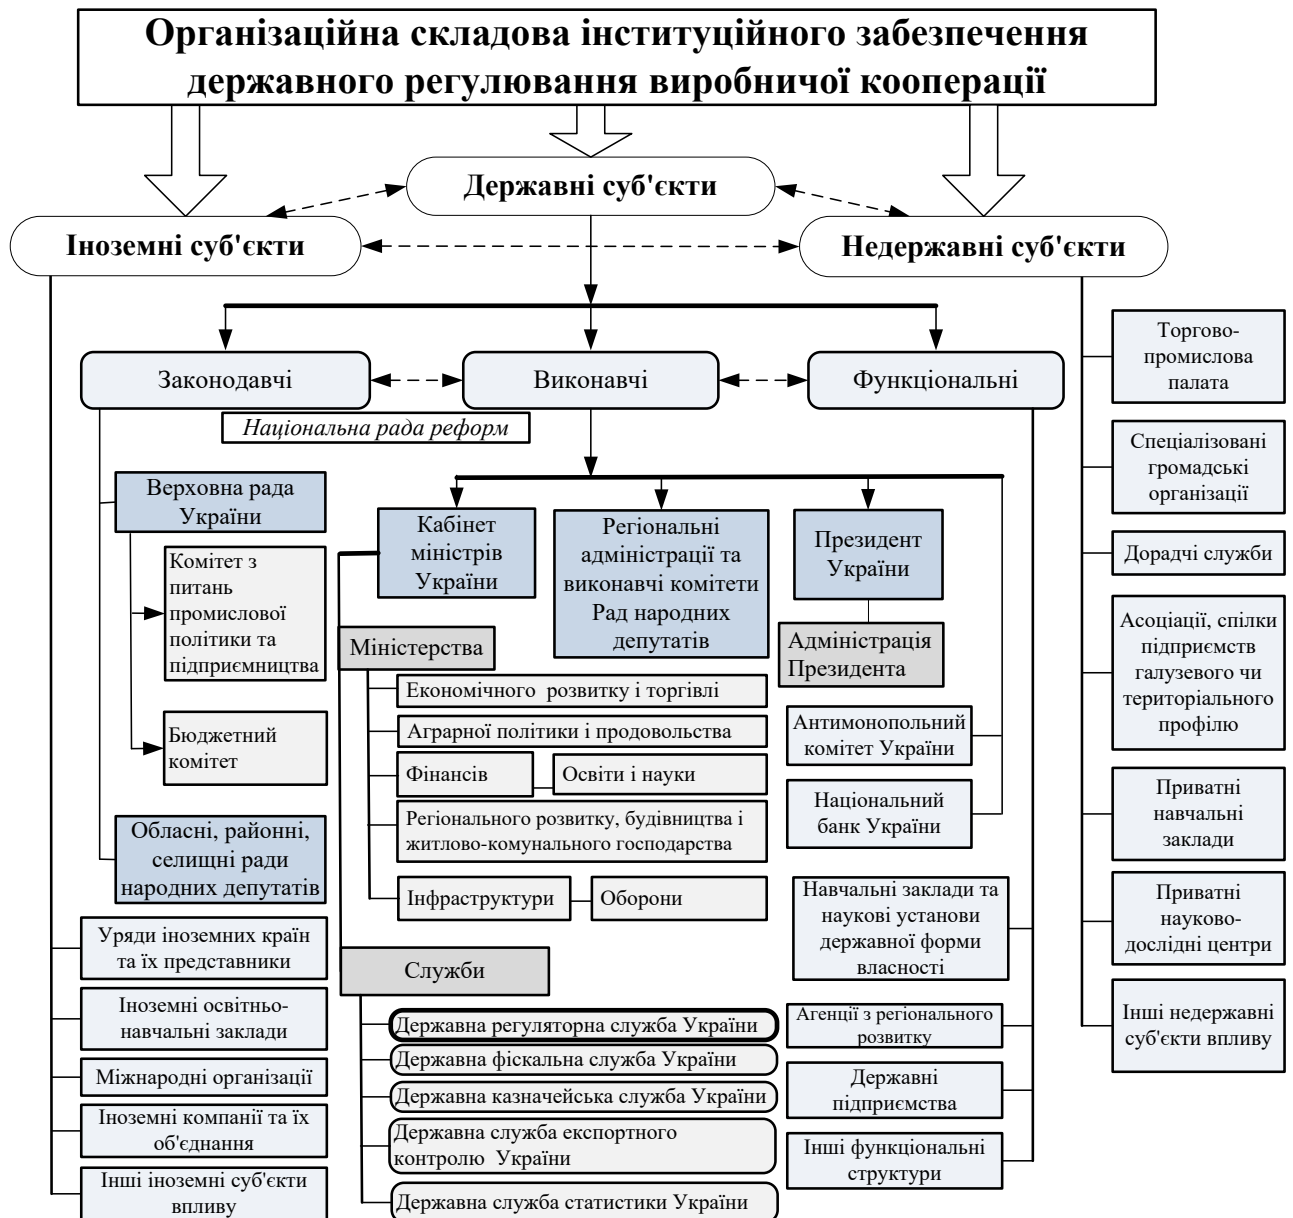 Організаційна складова інституційного забезпечення
державного регулювання виробничої кооперації
Державні суб'єкти
Іноземні суб'єкти
Недержавні суб'єкти
Законодавчі
Виконавчі
Функціональні
Національна рада реформ
Верховна рада
України
Комітет з
питань
промислової
політики та
підприємництва
Бюджетний
комітет
Обласні, районні,
селищні ради
народних депутатів
Уряди іноземних країн
та їх представники
Іноземні освітньо-
навчальні заклади
Міжнародні організації
Іноземні компанії та їх
об'єднання
Інші іноземні суб'єкти
впливу
Кабінет
міністрів
України
Регіональні
адміністрації та
виконавчі комітети
Рад народних
депутатів
Президент
України
Адміністрація
Президента
Міністерства
Економічного розвитку і торгівлі
Аграрної політики і продовольства
Фінансів
Освіти і науки
Регіонального розвитку, будівництва і
житлово-комунального господарства
Інфраструктури
Оборони
Служби
Державна регуляторна служба України
Державна фіскальна служба України
Державна казначейська служба України
Державна служба експортного
контролю України
Державна служба статистики України
Антимонопольний
комітет України
Національний
банк України
Навчальні заклади та
наукові установи
державної форми
власності
Агенції з регіонального
розвитку
Державні
підприємства
Інші функціональні
структури
Торгово-
промислова
палата
Спеціалізовані
громадські
організації
Дорадчі служби
Асоціації, спілки
підприємств
галузевого чи
територіального
профілю
Приватні
навчальні
заклади
Приватні
науково-
дослідні центри
Інші недержавні
суб'єкти впливу